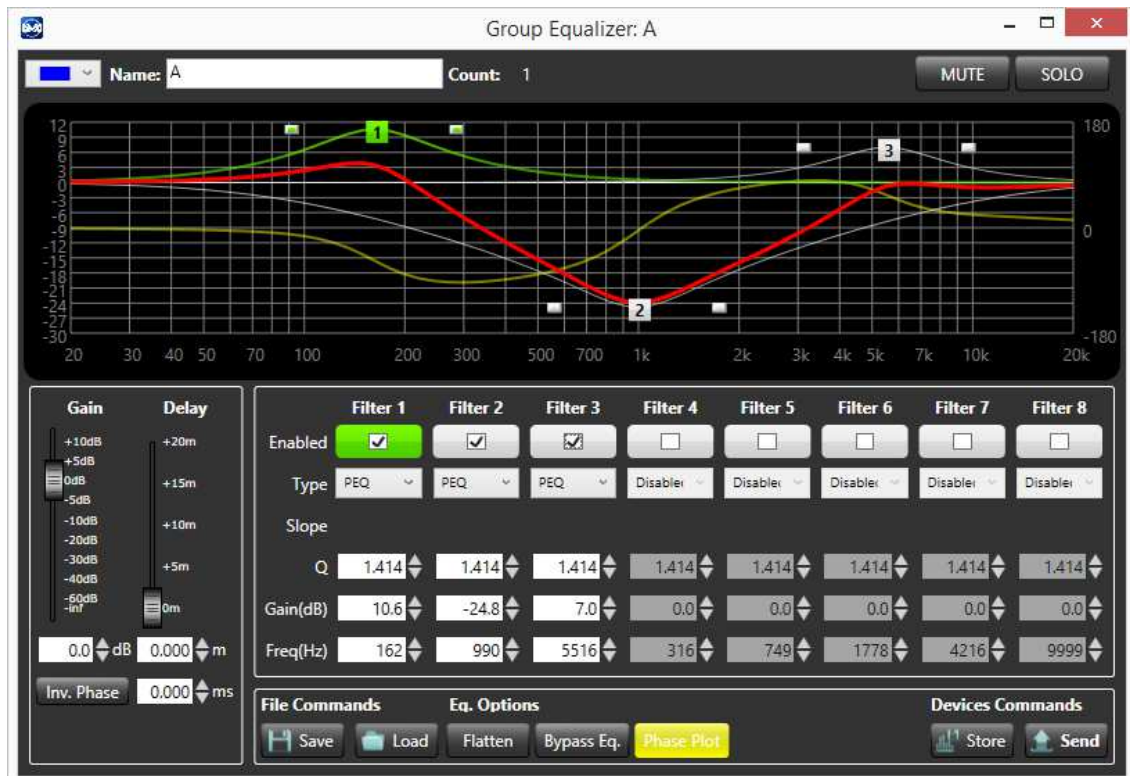 Group Equalizer: A
Name: A Count: 1 MUTE SOLO
12 180
9
6
3
0
-3
-6
-9 0
-12
-15
-18
-21
-24
-27
-30 -180
1 2 3
20 30 40 50 70 100 200 300 500 700 1k 2k 3k 4k 5k 7k 10k 20k
Gain Delay
+10dB +20m
+5dB
0dB +15m
-5dB
-10dB +10m
-20dB
-30dB +5m
-40dB
-60dB 0m
-inf
0.0 dB 0.000 m
Inv. Phase 0.000 ms
Filter 1 Filter 2 Filter 3 Filter 4 Filter 5 Filter 6 Filter 7 Filter 8
Enabled
Type PEQ PEQ PEQ Disable Disable Disable Disable Disable
Slope
Q 1.414 1.414 1.414 1.414 1.414 1.414 1.414 1.414
Gain(dB) 10.6 -24.8 7.0 0.0 0.0 0.0 0.0 0.0
Freq(Hz) 162 990 5516 316 749 1778 4216 9999
File Commands Eq. Options Devices Commands
Save Load Flatten Bypass Eq. Phase Plot Store Send